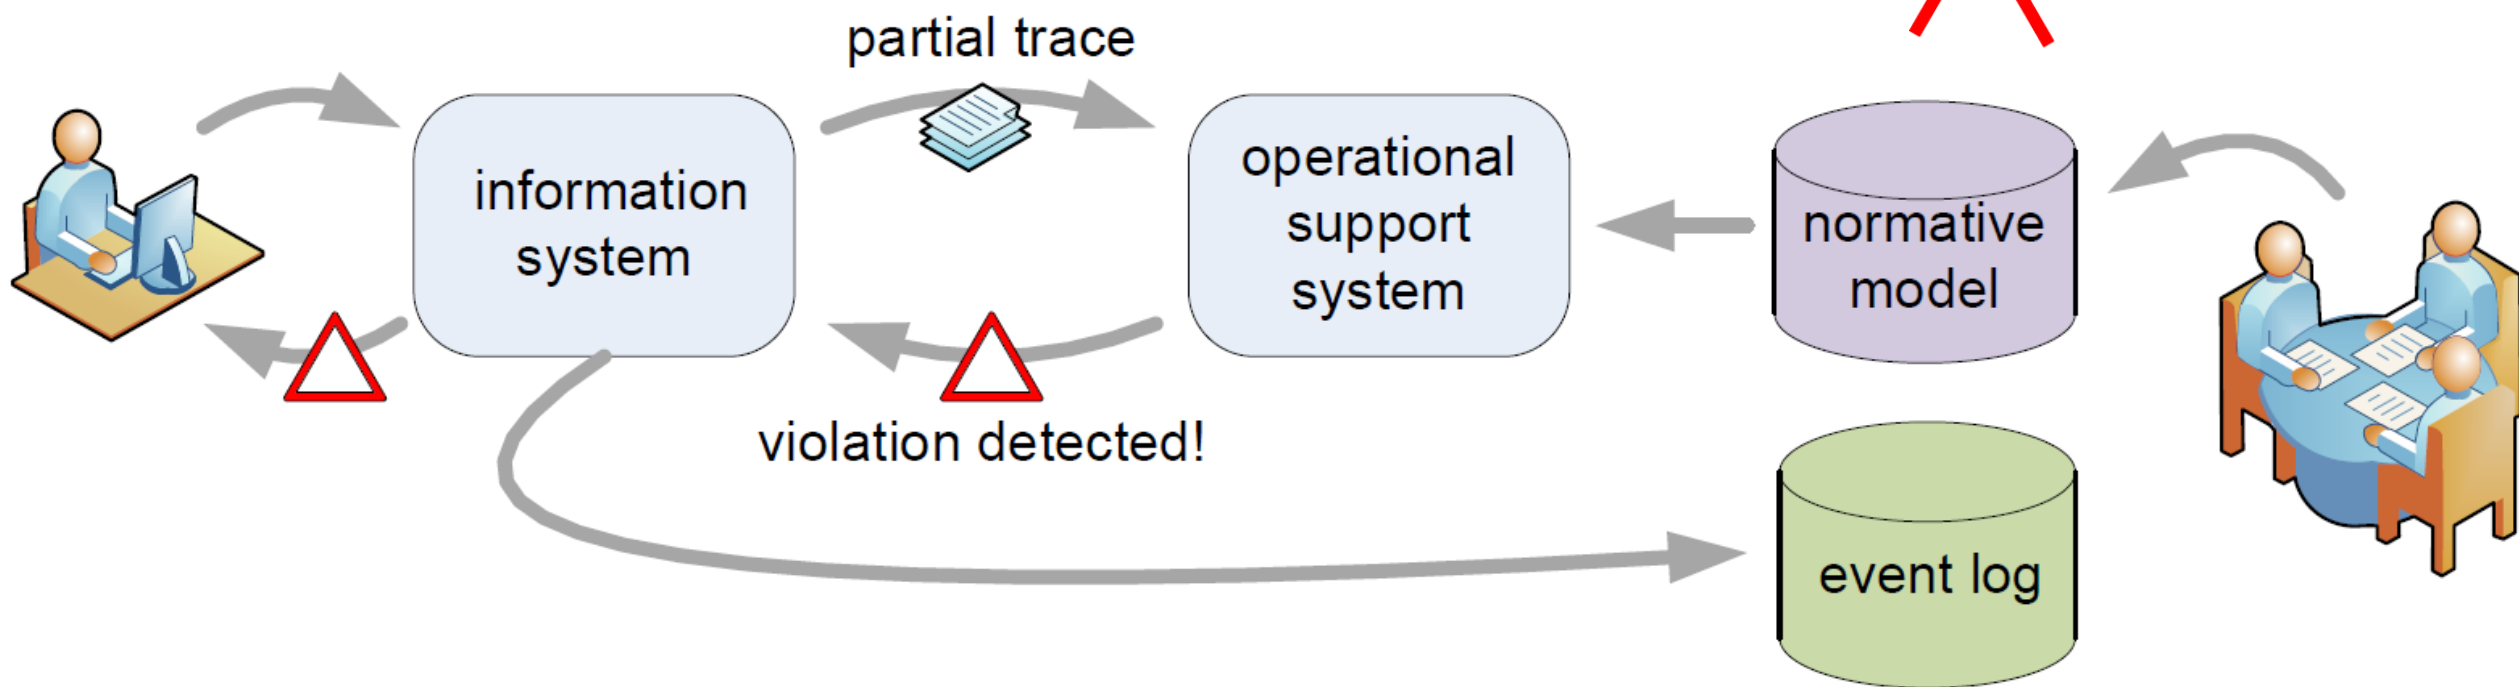 partial trace
information
system
operational
support
system
normative
model
violation detected!
event log